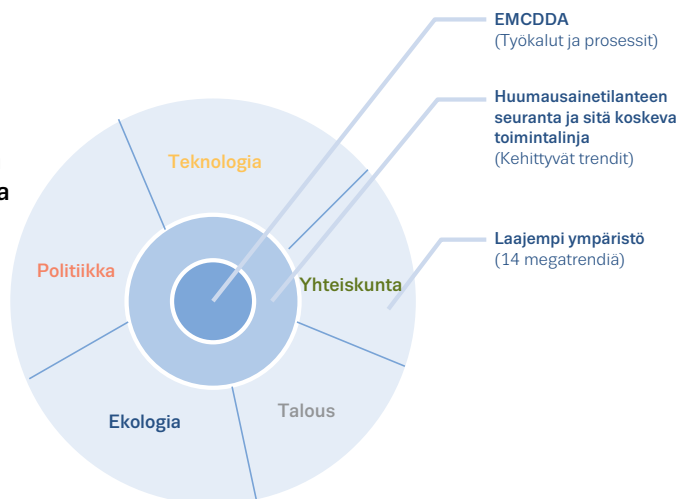 EMCDDA
(Työkalut ja prosessit)
Huumausainetilanteen
seuranta ja sitä koskeva
toimintalinja
(Kehittyvät trendit)
Laajempi ympäristö
(14 megatrendiä)
Teknologia
a
Politiikka
Yhteiskunta
Talous
Ekologia